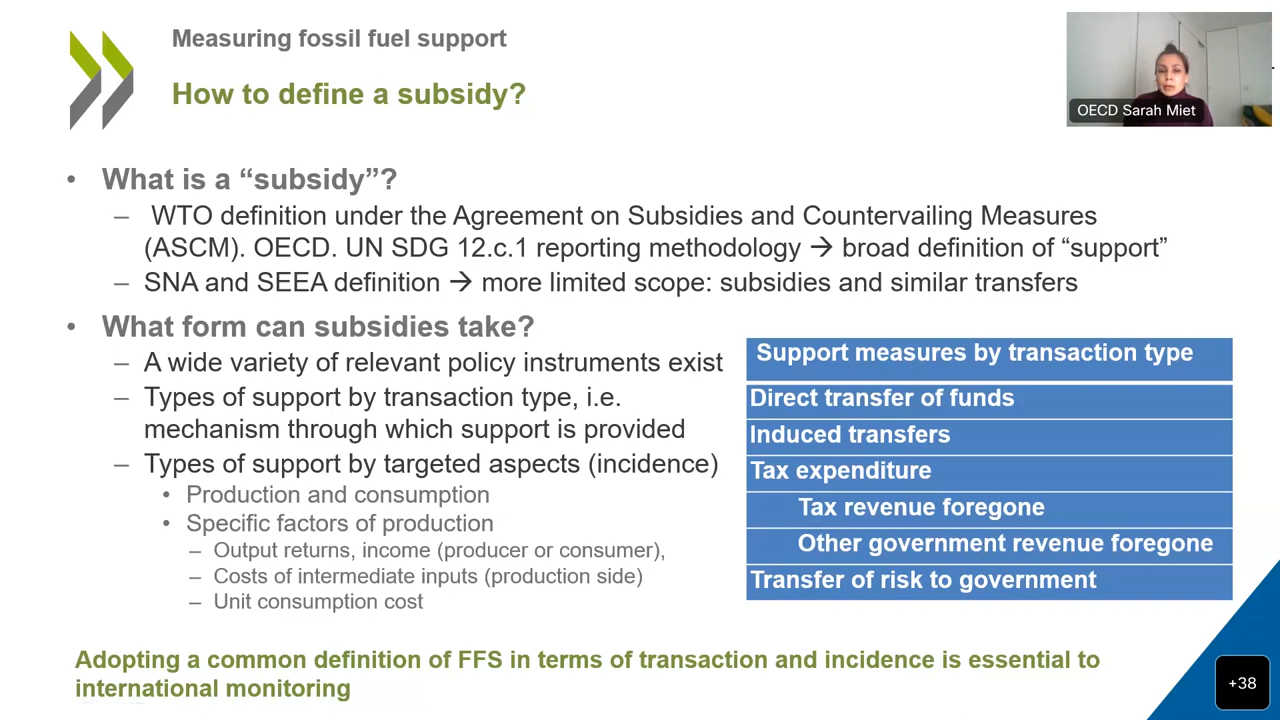 Measuring fossil fuel support
How to define a subsidy?
OECD Sarah Miet
• What is a “subsidy”?
– WTO definition under the Agreement on Subsidies and Countervailing Measures
(ASCM). OECD. UN SDG 12.c.1 reporting methodology → broad definition of “support”
– SNA and SEEA definition → more limited scope: subsidies and similar transfers
• What form can subsidies take?
– A wide variety of relevant policy instruments exist
– Types of support by transaction type, i.e.
mechanism through which support is provided
– Types of support by targeted aspects (incidence)
• Production and consumption
• Specific factors of production
– Output returns, income (producer or consumer),
– Costs of intermediate inputs (production side)
– Unit consumption cost
Support measures by transaction type
Direct transfer of funds
Induced transfers
Tax expenditure
Tax revenue foregone
Other government revenue foregone
Transfer of risk to government
Adopting a common definition of FFS in terms of transaction and incidence is essential to
international monitoring
+38